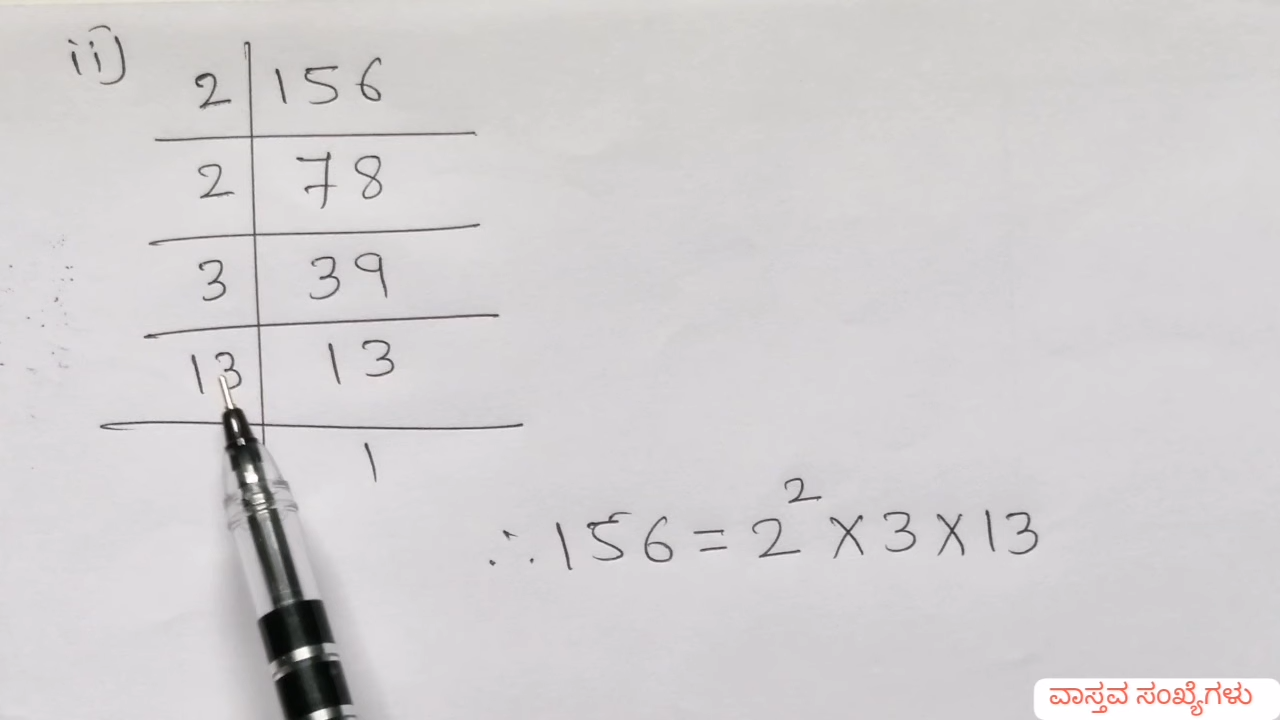 ii)
2 | 156
2 | 78
3 | 39
13 | 13
1
∴ 156 = 2² × 3 × 13
ವಾಸ್ತವ ಸಂಖ್ಯೆಗಳು